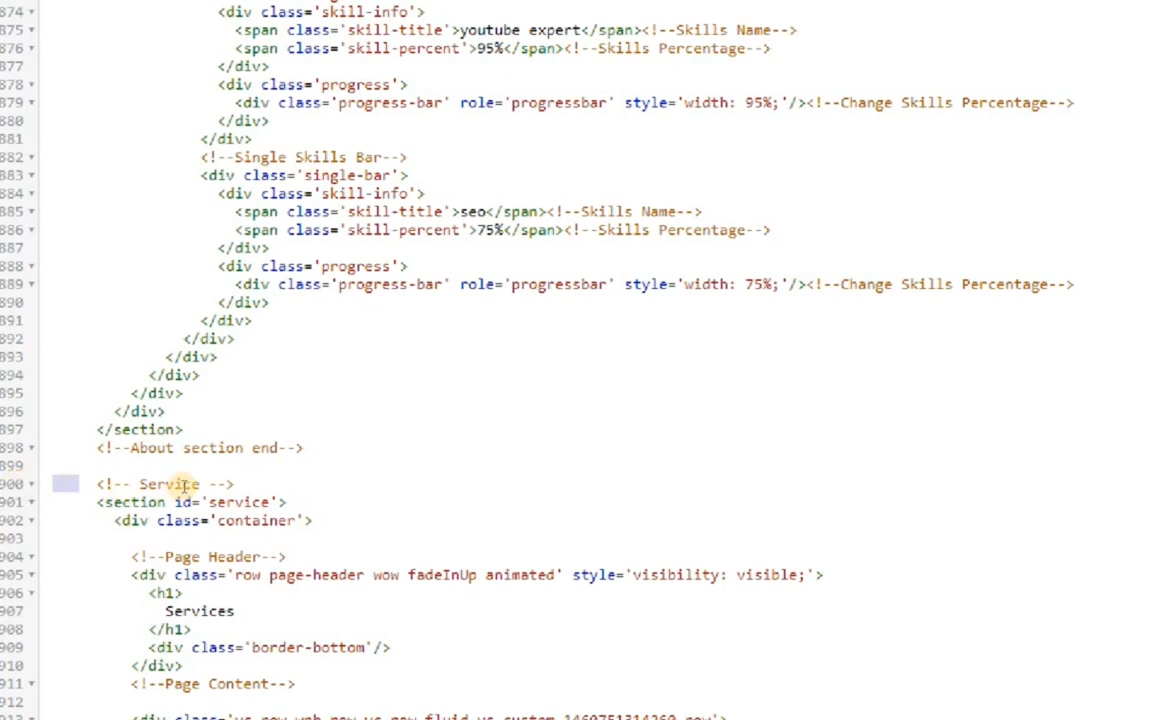 874 <div class='skill-info'>
875 <span class='skill-title'>youtube expert</span><!--Skills Name-->
876 <span class='skill-percent'>95%</span><!--Skills Percentage-->
877 </div>
878 <div class='progress'>
879 <div class='progress-bar' role='progressbar' style='width: 95%;'/><!--Change Skills Percentage-->
880 </div>
881 </div>
882 <!--Single Skills Bar-->
883 <div class='single-bar'>
884 <div class='skill-info'>
885 <span class='skill-title'>seo</span><!--Skills Name-->
886 <span class='skill-percent'>75%</span><!--Skills Percentage-->
887 </div>
888 <div class='progress'>
889 <div class='progress-bar' role='progressbar' style='width: 75%;'/><!--Change Skills Percentage-->
890 </div>
891 </div>
892 </div>
893 </div>
894 </div>
895 </div>
896 </div>
897 </section>
898 <!--About section end-->
899
900 <!-- Service -->
901 <section id='service'>
902 <div class='container'>
903
904 <!--Page Header-->
905 <div class='row page-header wow fadeInUp animated' style='visibility: visible;'>
906 <h1>
907 Services
908 </h1>
909 <div class='border-bottom'/>
910 </div>
911 <!--Page Content-->
912